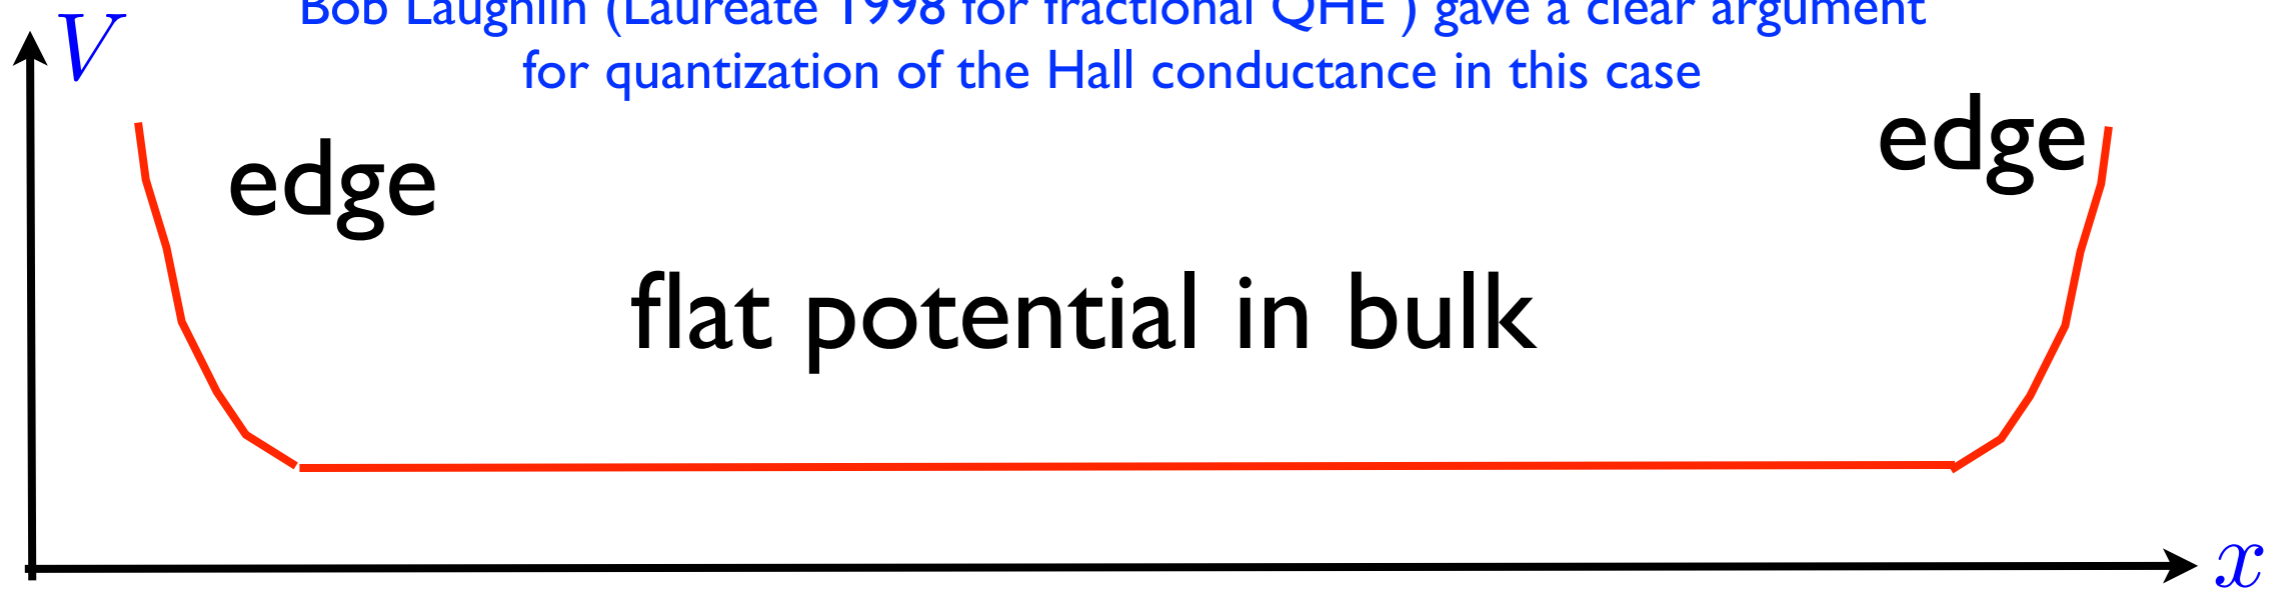 Bob Laughlin (Laureate 1998 for fractional QHE ) gave a clear argument
for quantization of the Hall conductance in this case
V
edge
edge
flat potential in bulk
x